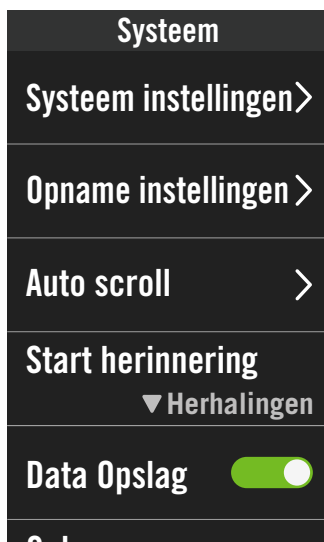 Systeem
Systeem instellingen
Opname instellingen
Auto scroll
Start herinnering
▼Herhalingen
Data Opslag